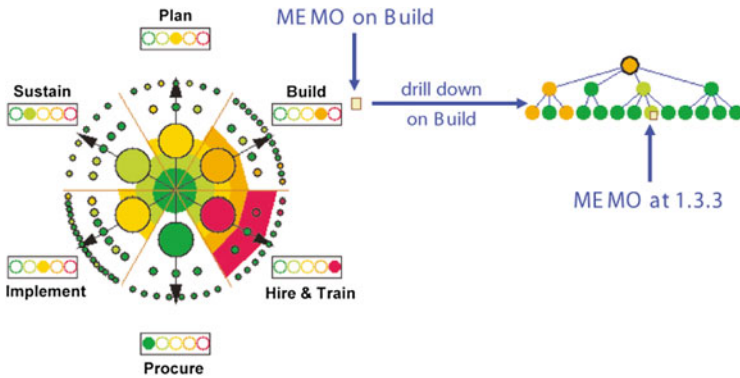 Plan
MEMO on Build
Sustain
Build
drill down
on Build
MEMO at 1.3.3
Implement
Hire & Train
Procure